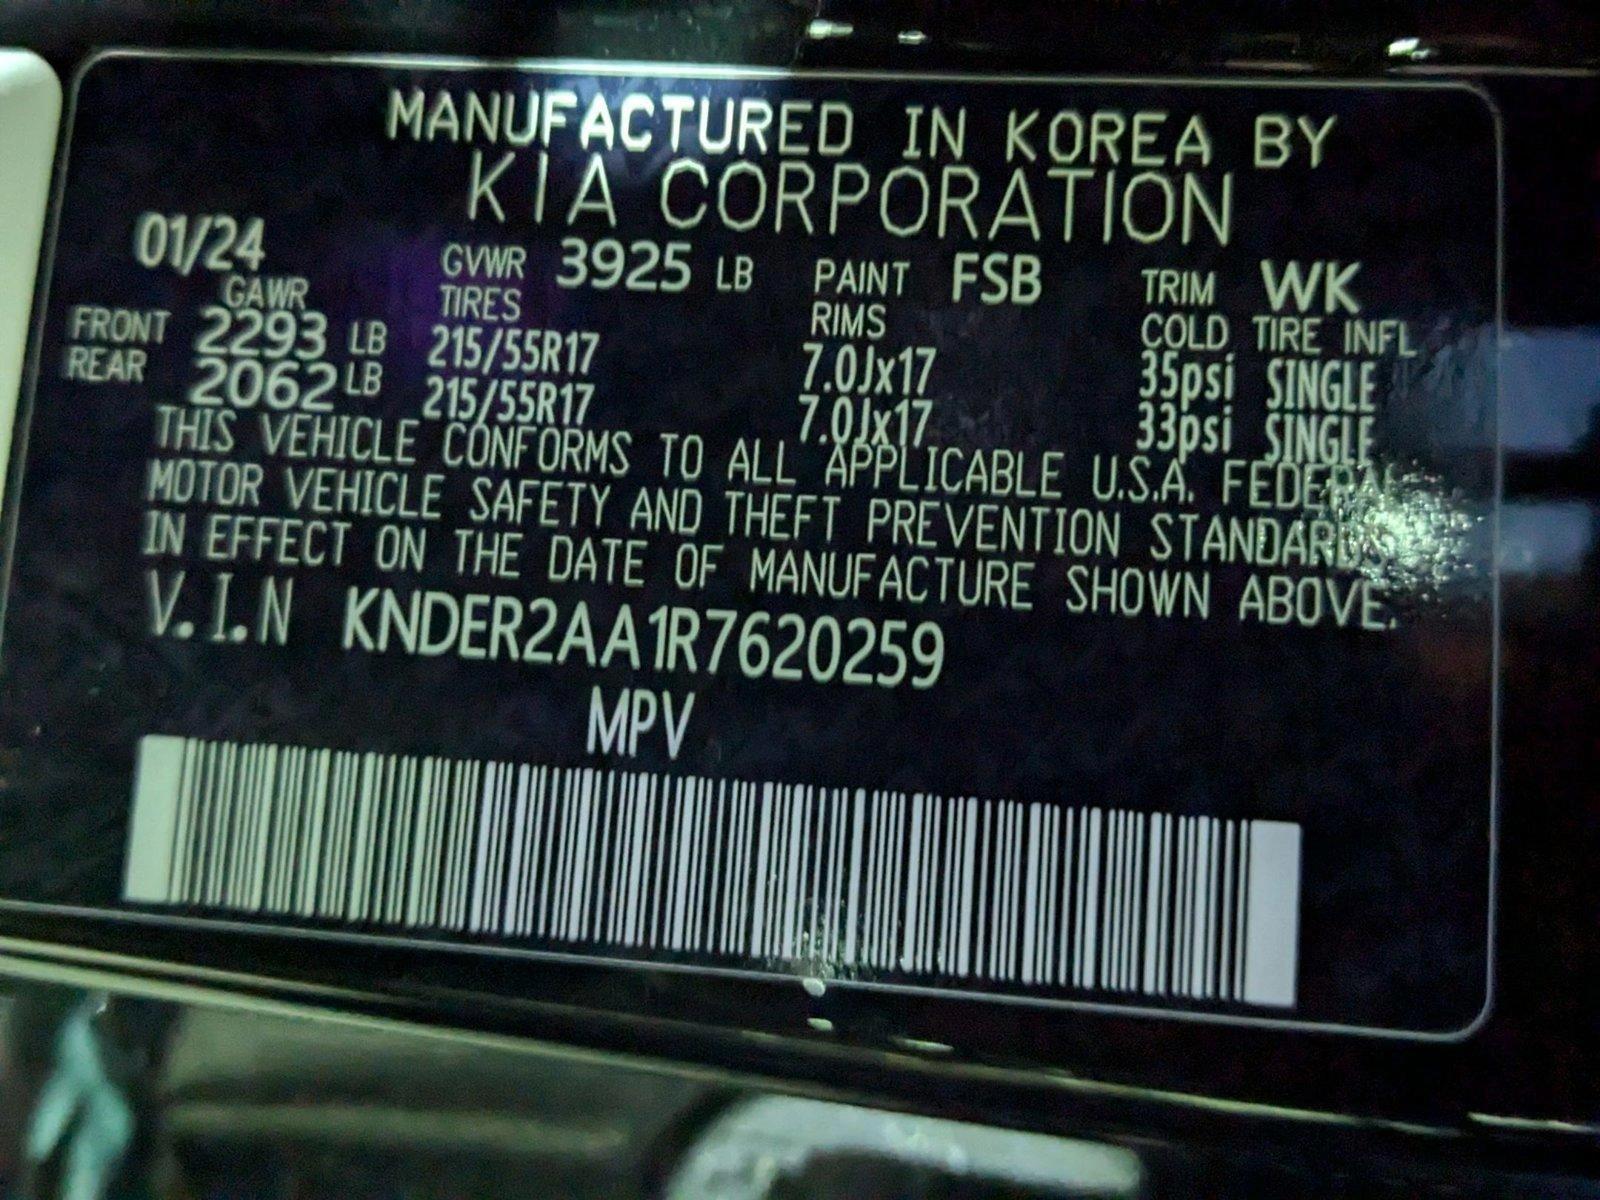 MANUFACTURED IN KOREA BY
KIA CORPORATION
01/24 GVWR 3925 LB PAINT FSB TRIM WK
GAWR TIRES RIMS COLD TIRE INFL
FRONT 2293 LB 215/55R17 7.0Jx17 35psi SINGLE
REAR 2062 LB 215/55R17 7.0Jx17 33psi SINGLE
THIS VEHICLE CONFORMS TO ALL APPLICABLE U.S.A. FEDERAL
MOTOR VEHICLE SAFETY AND THEFT PREVENTION STANDARDS
IN EFFECT ON THE DATE OF MANUFACTURE SHOWN ABOVE.
V.I.N KNDER2AA1R7620259
MPV